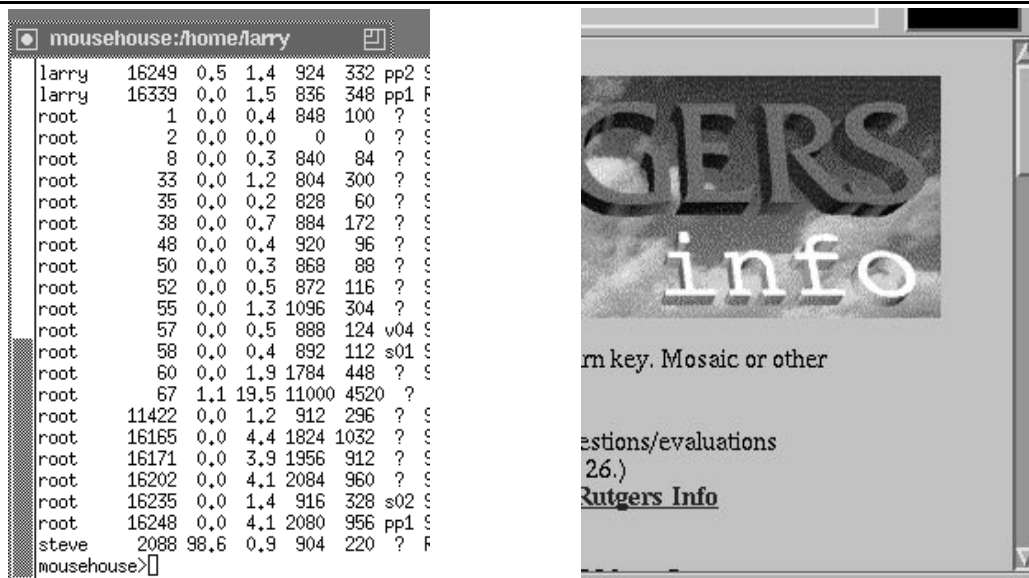 mousehouse:/home/larry
larry 16249 0.5 1.4 924 332 pp2 S
larry 16339 0.0 1.5 836 348 pp1 R
root 1 0.0 0.4 848 100 ? S
root 2 0.0 0.0 0 0 ? S
root 8 0.0 0.3 840 84 ? S
root 33 0.0 1.2 804 300 ? S
root 35 0.0 0.2 828 60 ? S
root 38 0.0 0.7 884 172 ? S
root 48 0.0 0.4 920 96 ? S
root 50 0.0 0.3 868 88 ? S
root 52 0.0 0.5 872 116 ? S
root 55 0.0 1.3 1096 304 ? S
root 57 0.0 0.5 888 124 v04 S
root 58 0.0 0.4 892 112 s01 S
root 60 0.0 1.9 1784 448 ? S
root 67 1.1 19.5 11000 4520 ?
root 11422 0.0 1.2 912 296 ? S
root 16165 0.0 4.4 1824 1032 ? S
root 16171 0.0 3.9 1956 912 ? S
root 16202 0.0 4.1 2084 960 ? S
root 16235 0.0 1.4 916 328 s02 S
root 16248 0.0 4.1 2080 956 pp1 S
steve 2088 98.6 0.9 904 220 ? R
mousehouse>
GERS
info
rn key. Mosaic or other
estions/evaluations
26.)
Rutgers Info